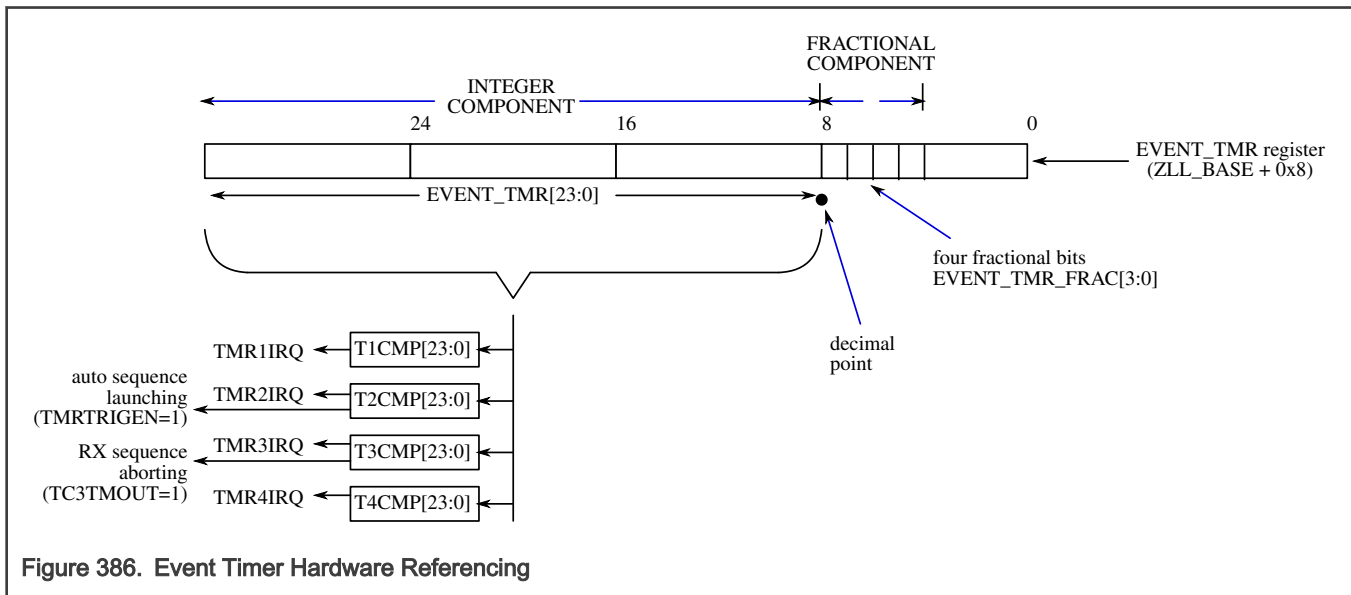 FRACTIONAL
COMPONENT
INTEGER
COMPONENT
24
16
8
0
EVENT_TMR register
(ZLL_BASE + 0x8)
EVENT_TMR[23:0]
four fractional bits
EVENT_TMR_FRAC[3:0]
decimal
point
TMR1IRQ
T1CMP[23:0]
auto sequence
launching
(TMRTRIGEN=1)
TMR2IRQ
T2CMP[23:0]
RX sequence
aborting
(TC3TMOUT=1)
TMR3IRQ
T3CMP[23:0]
TMR4IRQ
T4CMP[23:0]
Figure 386. Event Timer Hardware Referencing